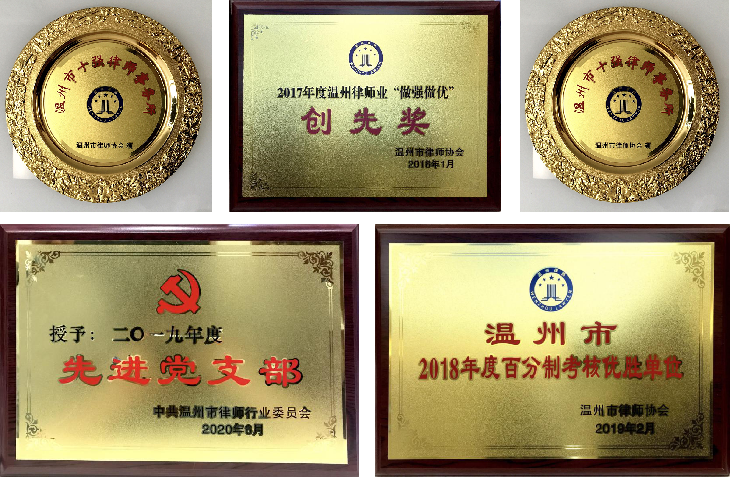 温州市十强律师事务所
温州市律师协会 颁
2017年度温州律师业“做强做优”
创先奖
温州市律师协会
2018年1月
温州市十强律师事务所
温州市律师协会 颁
授予：二〇一九年度
先进党支部
中共温州市律师行业委员会
2020年6月
温州市
2018年度百分制考核优胜单位
温州市律师协会
2019年2月